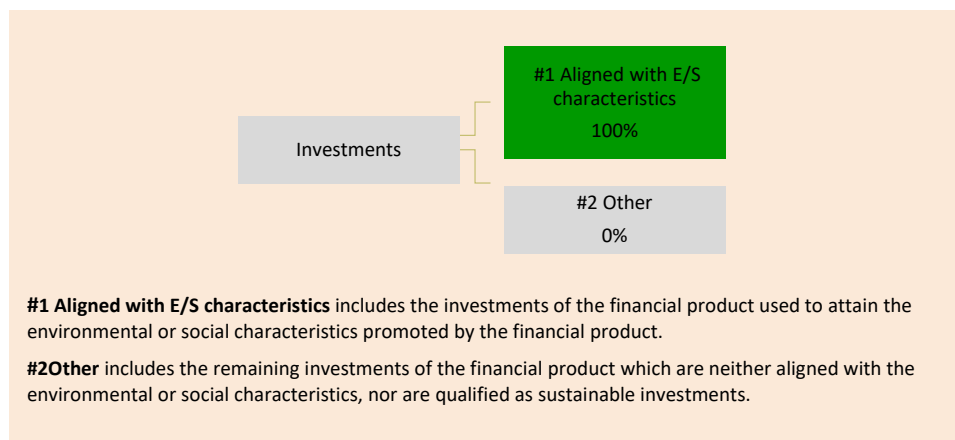 #1 Aligned with E/S
characteristics
100%
Investments
#2 Other
0%
#1 Aligned with E/S characteristics includes the investments of the financial product used to attain the
environmental or social characteristics promoted by the financial product.
#2Other includes the remaining investments of the financial product which are neither aligned with the
environmental or social characteristics, nor are qualified as sustainable investments.